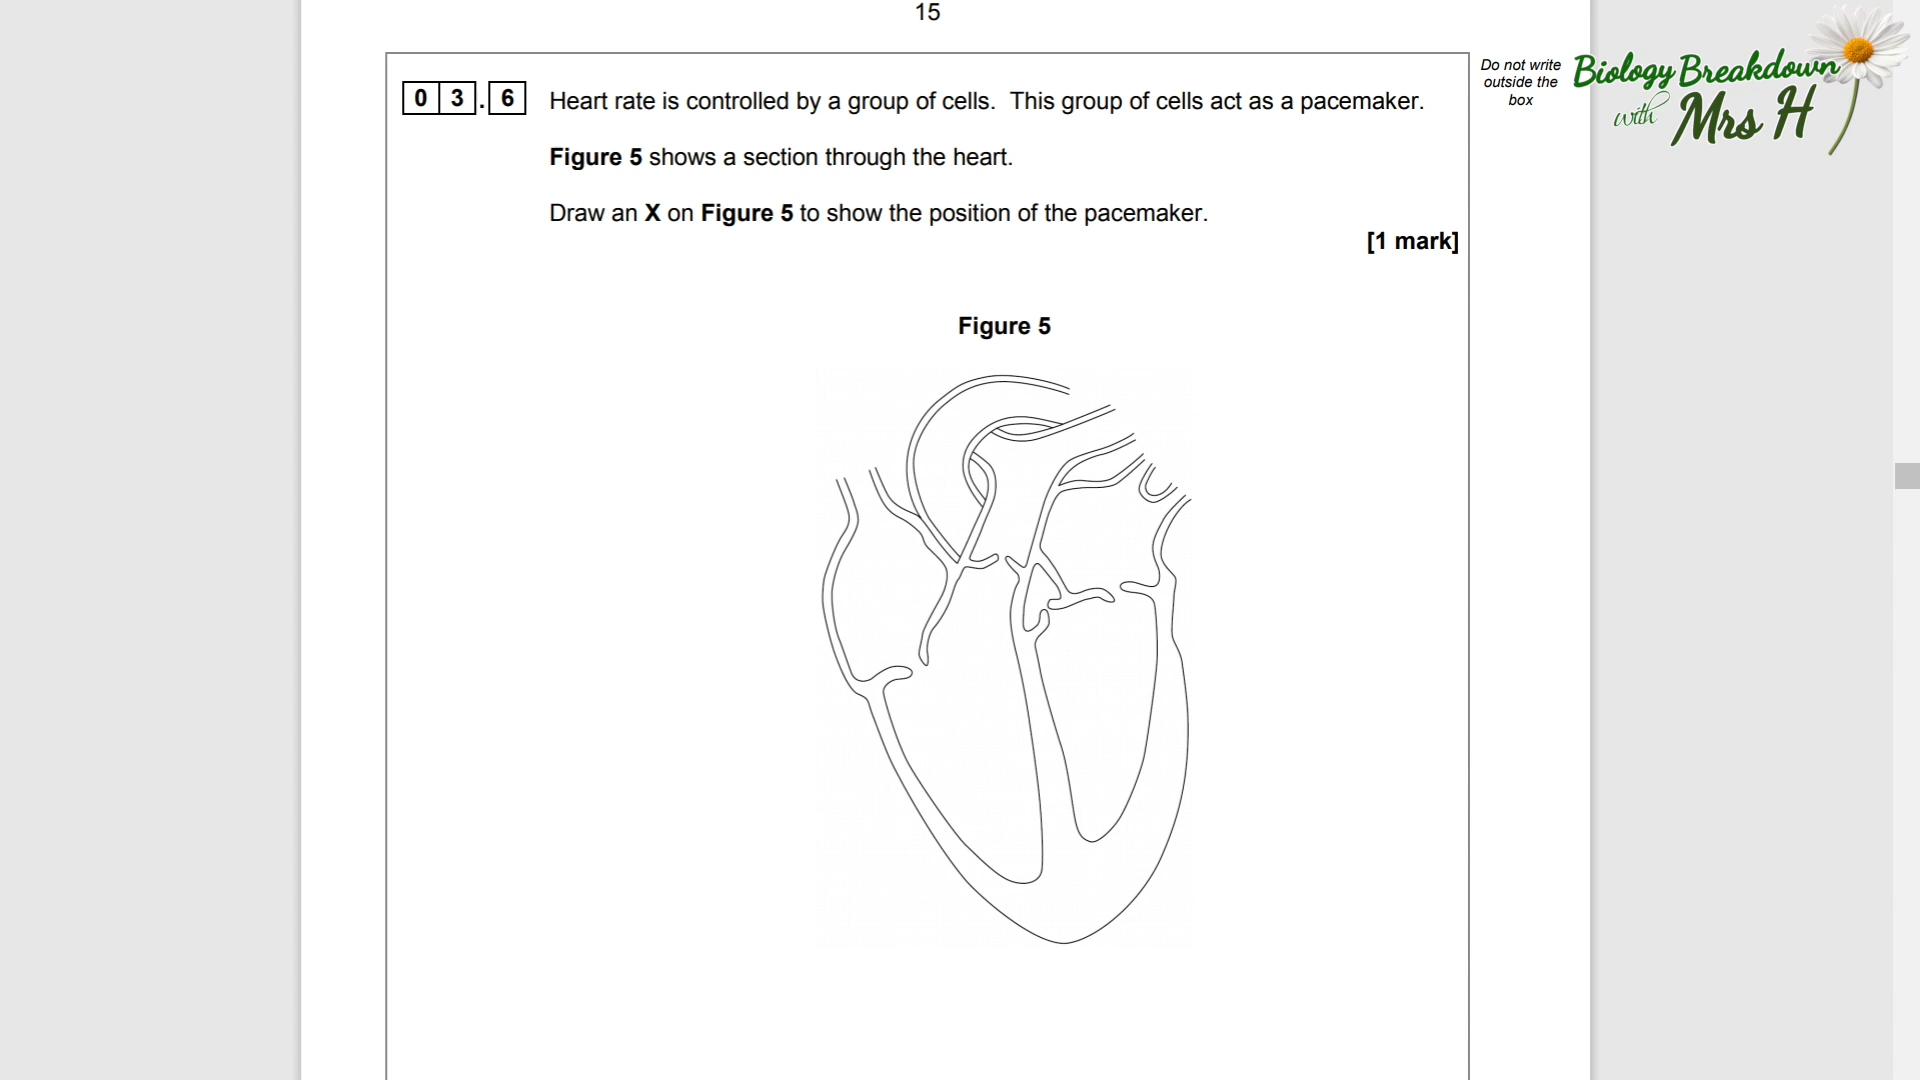 15
Do not write
outside the
box
Biology Breakdown
with Mrs H
0 3 . 6 Heart rate is controlled by a group of cells. This group of cells act as a pacemaker.
Figure 5 shows a section through the heart.
Draw an X on Figure 5 to show the position of the pacemaker.
[1 mark]
Figure 5